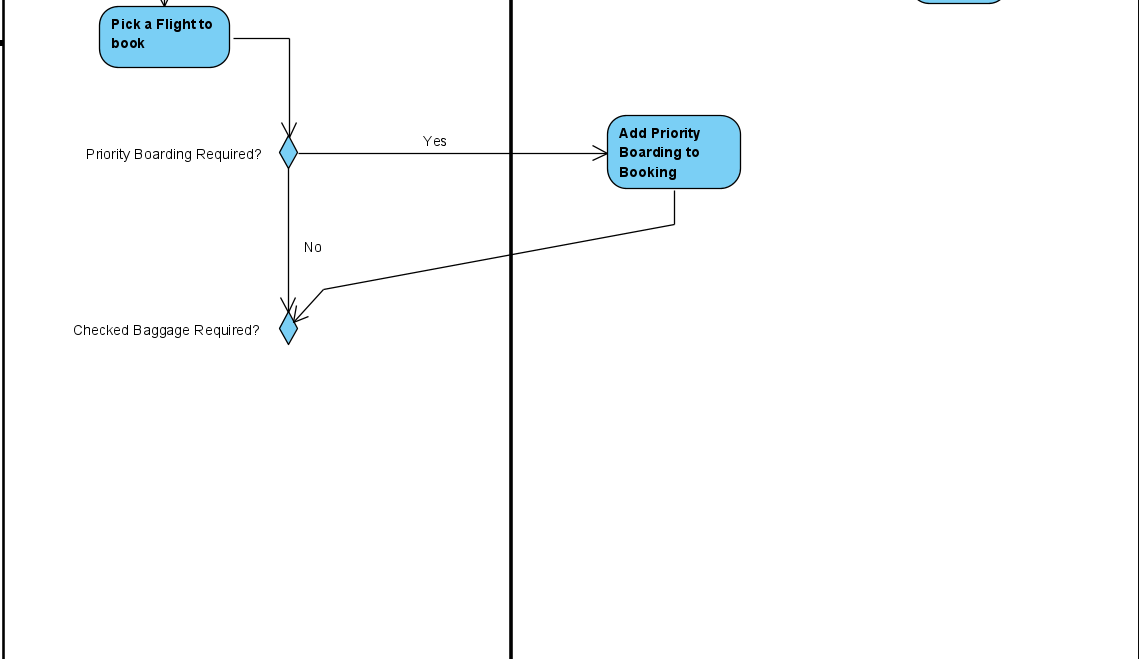 Pick a Flight to
book
Yes
Add Priority
Boarding to
Booking
Priority Boarding Required?
No
Checked Baggage Required?